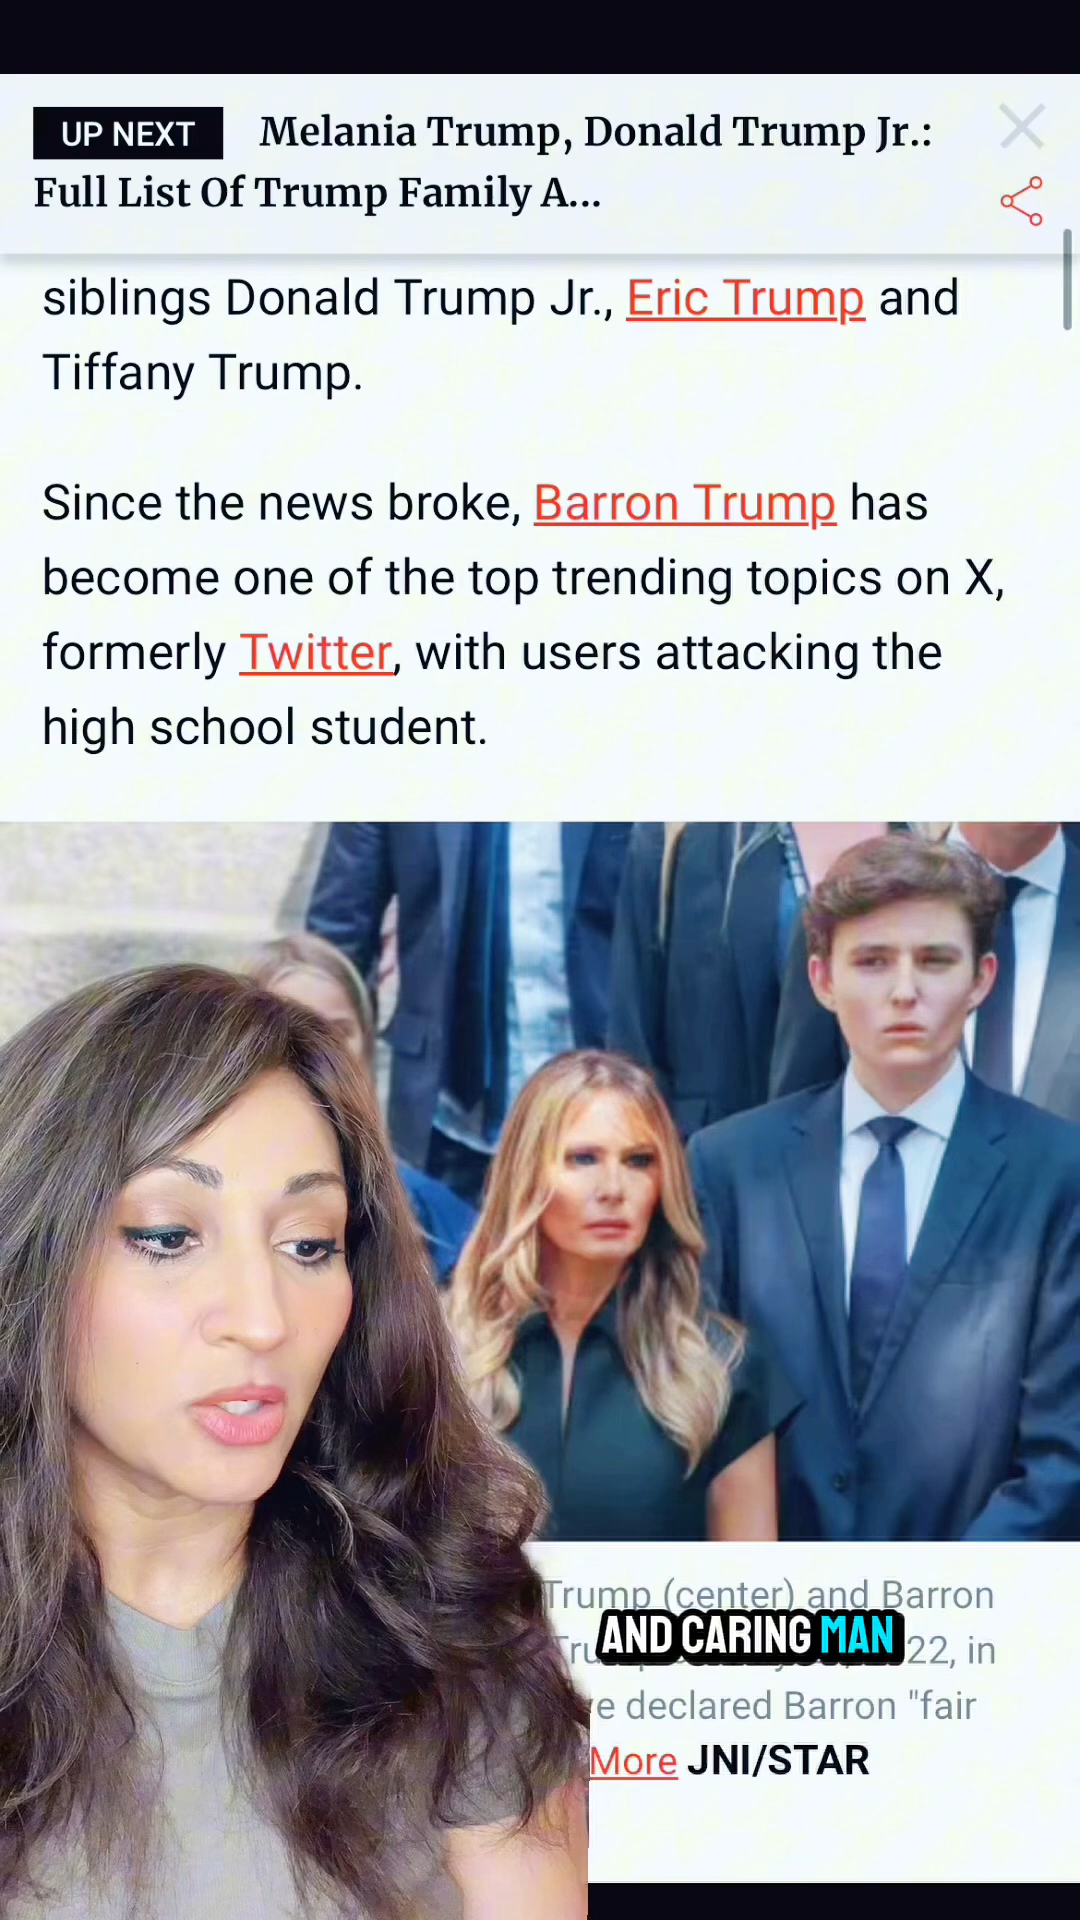 UP NEXT Melania Trump, Donald Trump Jr.:
Full List Of Trump Family A...
siblings Donald Trump Jr., Eric Trump and
Tiffany Trump.
Since the news broke, Barron Trump has
become one of the top trending topics on X,
formerly Twitter, with users attacking the
high school student.
Trump (center) and Barron
AND CARING MAN
22, in
e declared Barron "fair
More JNI/STAR